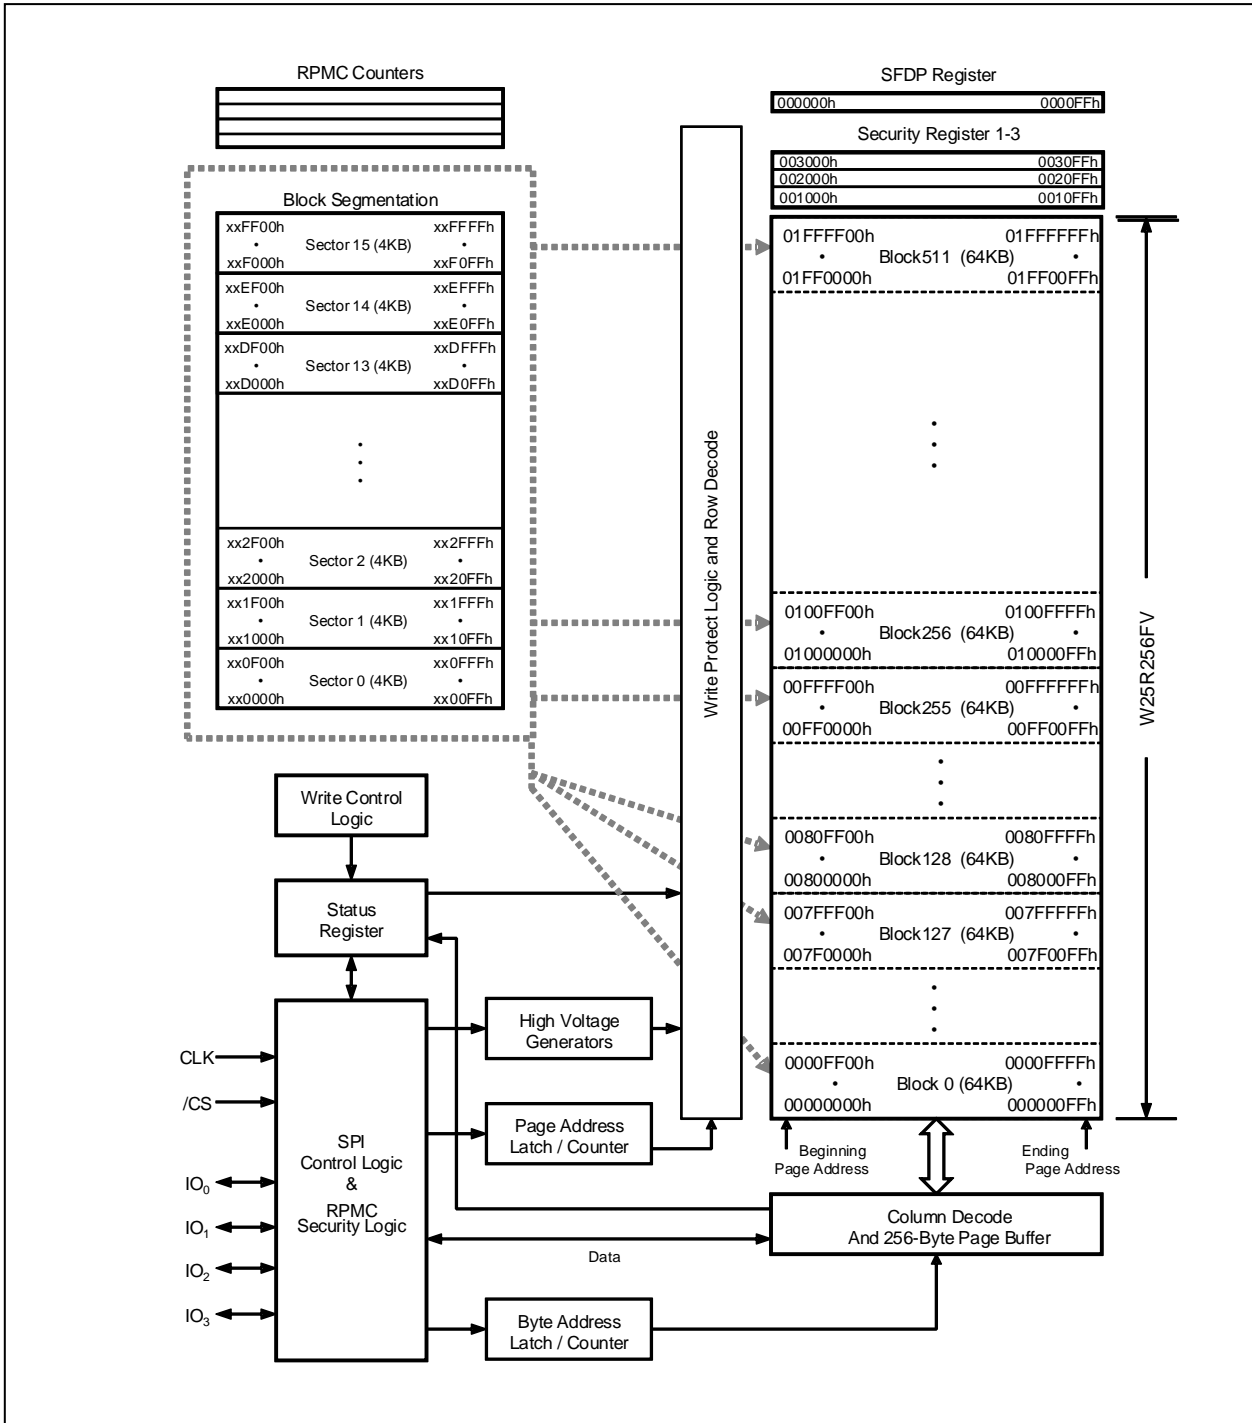 RPMC Counters
SFDP Register
000000h 0000FFh
Security Register 1-3
003000h 0030FFh
002000h 0020FFh
001000h 0010FFh
Block Segmentation
xxFF00h xxFFFFh
Sector 15 (4KB)
xxF000h xxF0FFh
xxEF00h xxEFFFh
Sector 14 (4KB)
xxE000h xxE0FFh
xxDF00h xxDFFFh
Sector 13 (4KB)
xxD000h xxD0FFh
xx2F00h xx2FFFh
Sector 2 (4KB)
xx2000h xx20FFh
xx1F00h xx1FFFh
Sector 1 (4KB)
xx1000h xx10FFh
xx0F00h xx0FFFh
Sector 0 (4KB)
xx0000h xx00FFh
Write Protect Logic and Row Decode
01FFFF00h 01FFFFFFh
Block511 (64KB)
01FF0000h 01FF00FFh
0100FF00h 0100FFFFh
Block256 (64KB)
01000000h 010000FFh
00FFFF00h 00FFFFFFh
Block255 (64KB)
00FF0000h 00FF00FFh
0080FF00h 0080FFFFh
Block128 (64KB)
00800000h 008000FFh
007FFF00h 007FFFFFh
Block127 (64KB)
007F0000h 007F00FFh
0000FF00h 0000FFFFh
Block 0 (64KB)
00000000h 000000FFh
W25R256FV
Beginning
Page Address
Ending
Page Address
Write Control
Logic
Status
Register
High Voltage
Generators
Page Address
Latch / Counter
CLK
/CS
IO0
IO1
IO2
IO3
SPI
Control Logic
&
RPMC
Security Logic
Column Decode
And 256-Byte Page Buffer
Data
Byte Address
Latch / Counter